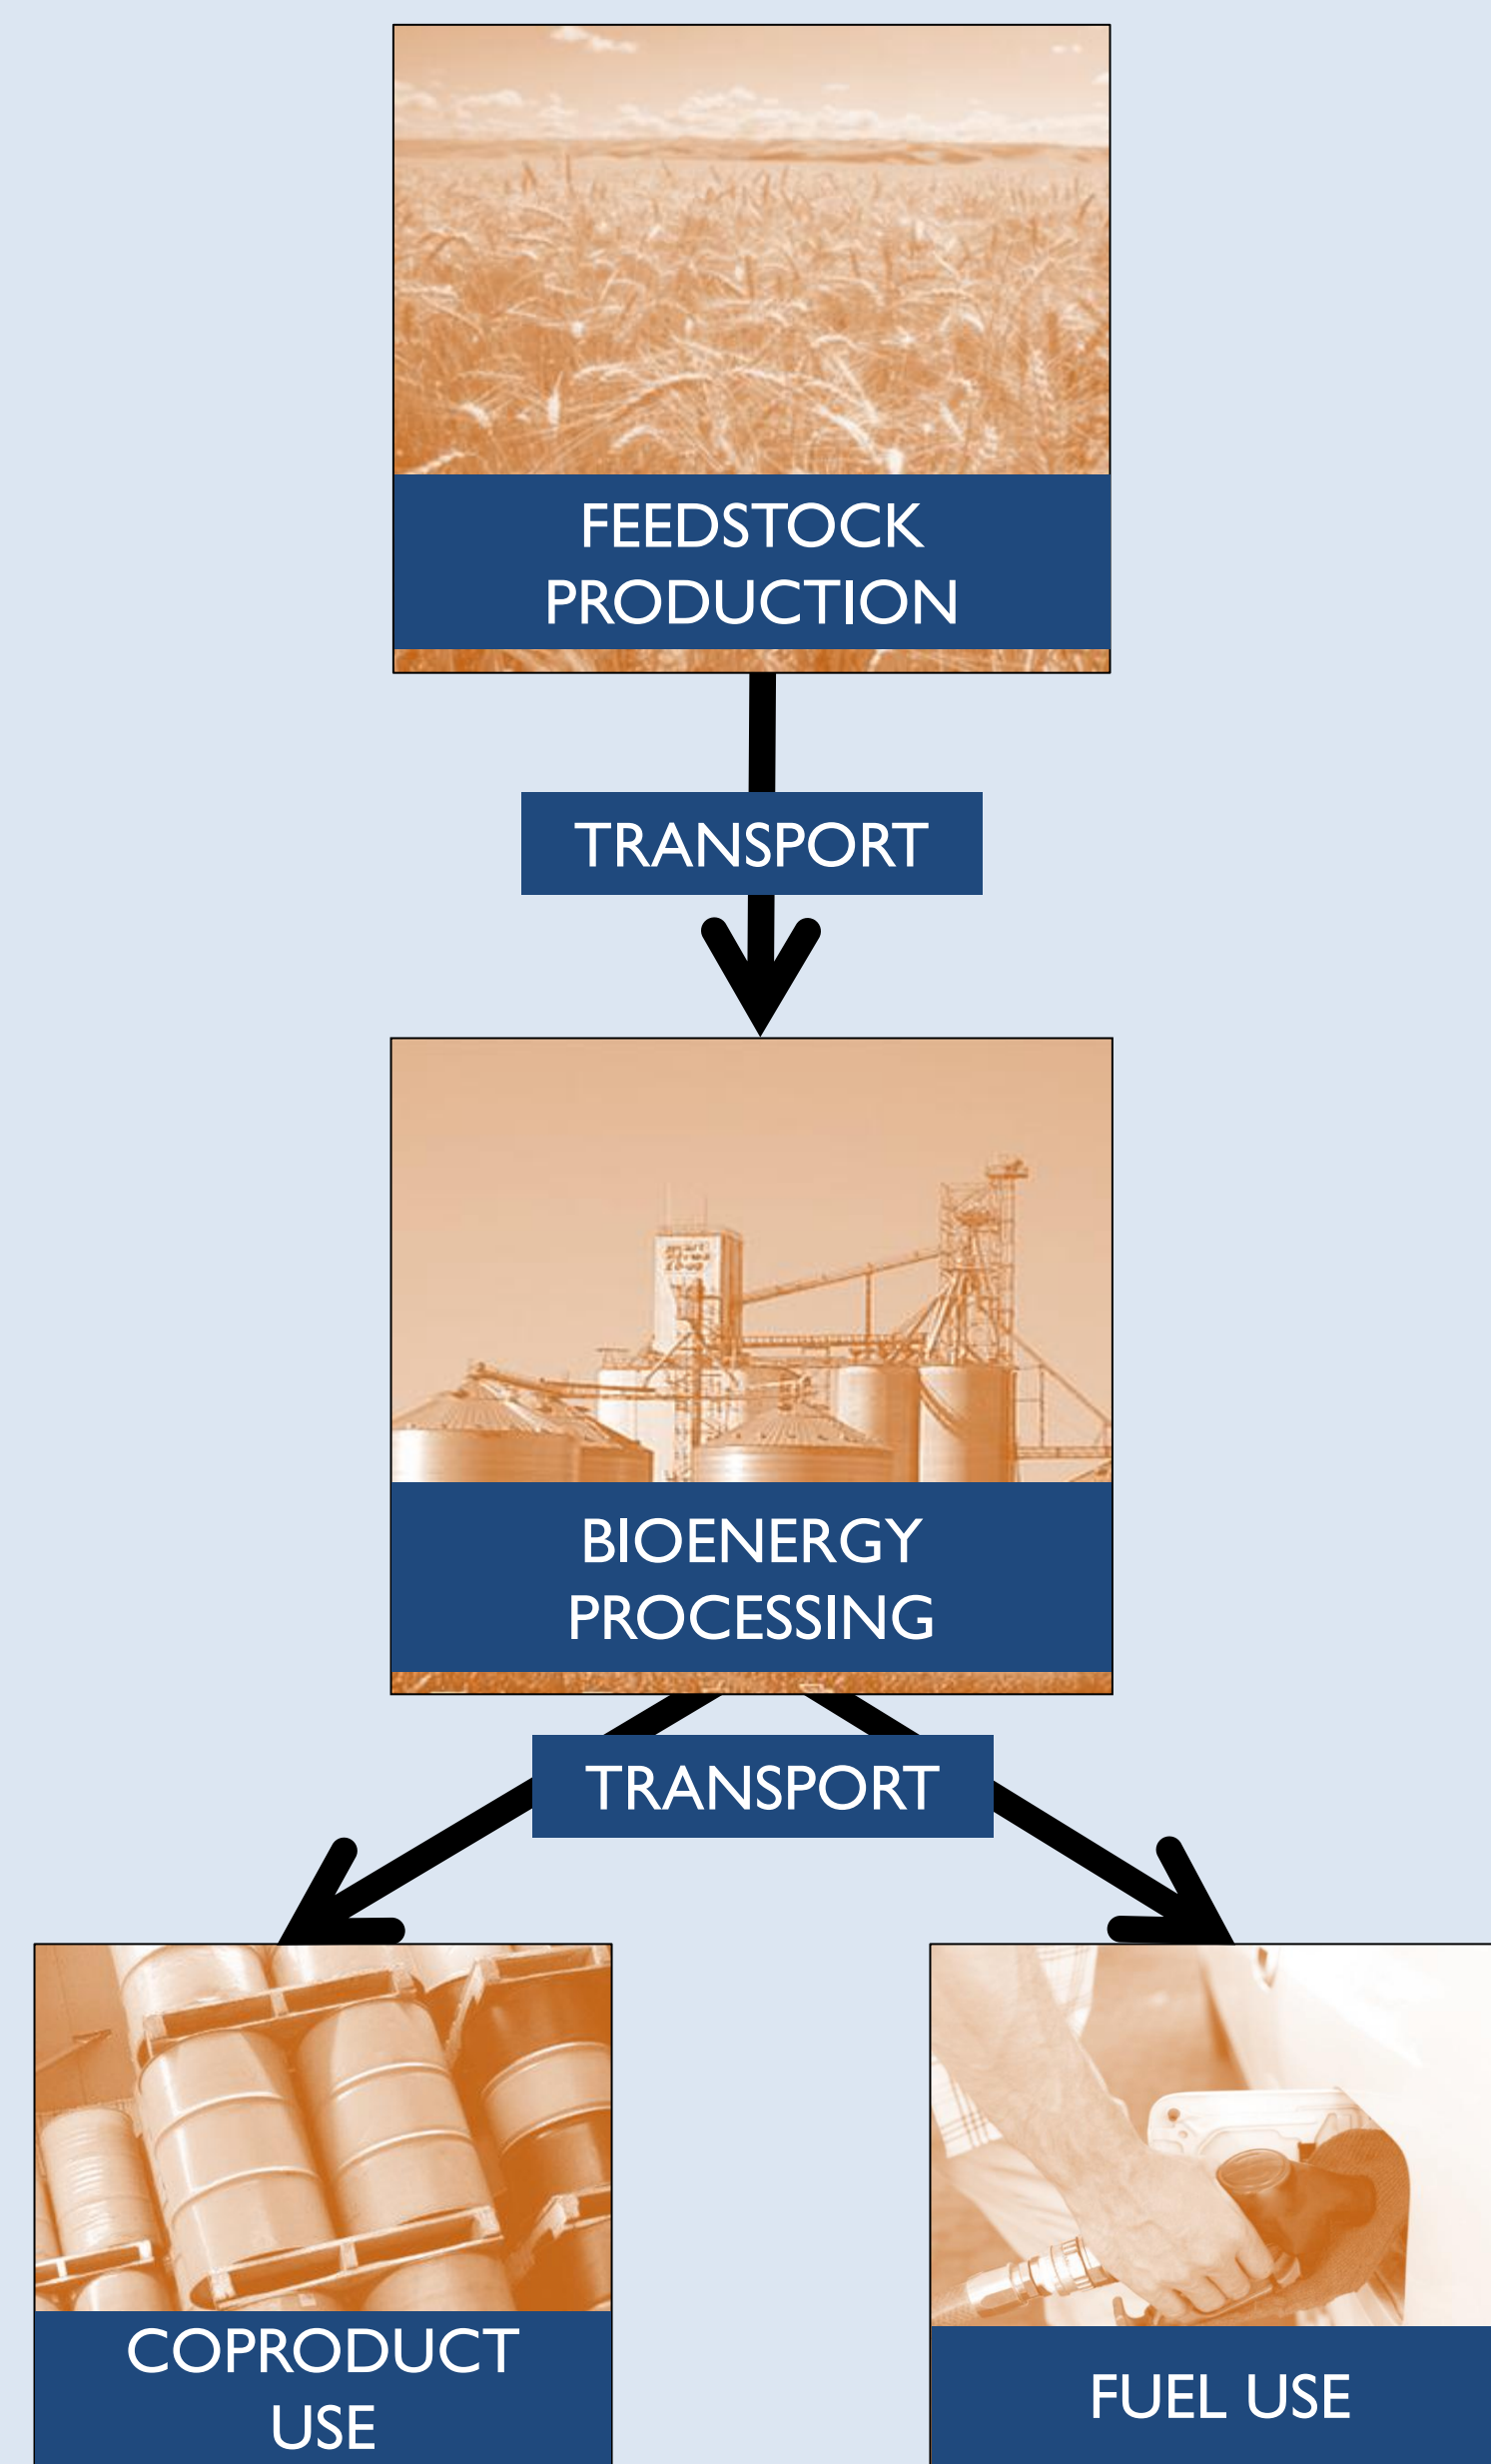 FEEDSTOCK
PRODUCTION
TRANSPORT
BIOENERGY
PROCESSING
TRANSPORT
COPRODUCT
USE
FUEL USE